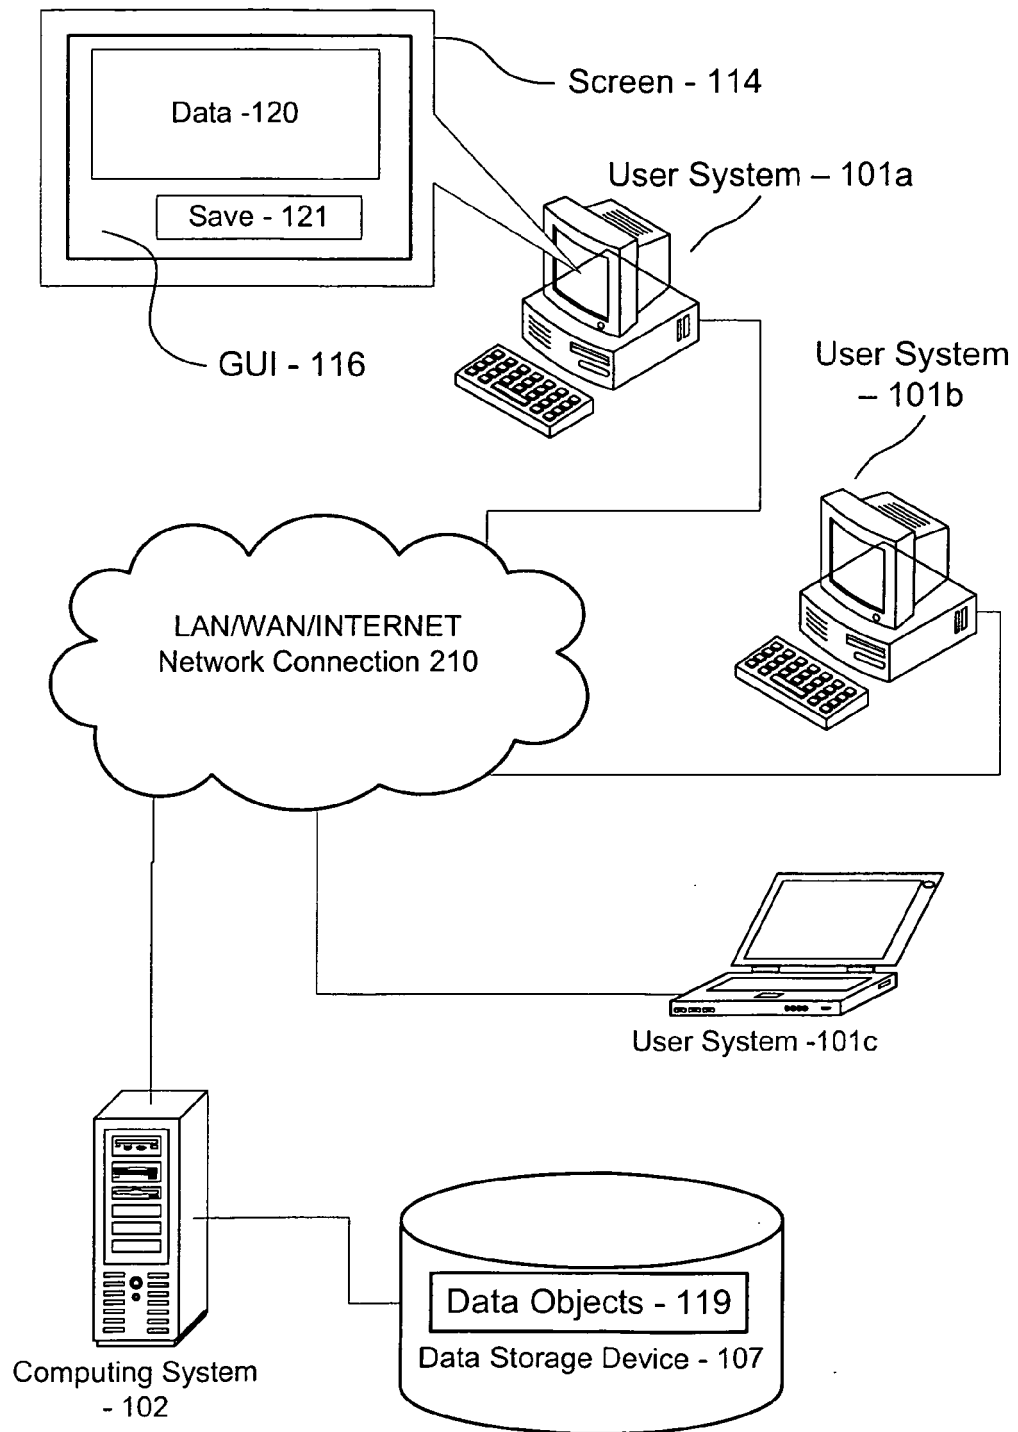 Data -120
Screen - 114
User System – 101a
Save - 121
GUI - 116
User System
– 101b
LAN/WAN/INTERNET
Network Connection 210
User System -101c
Data Objects - 119
Data Storage Device - 107
Computing System
- 102